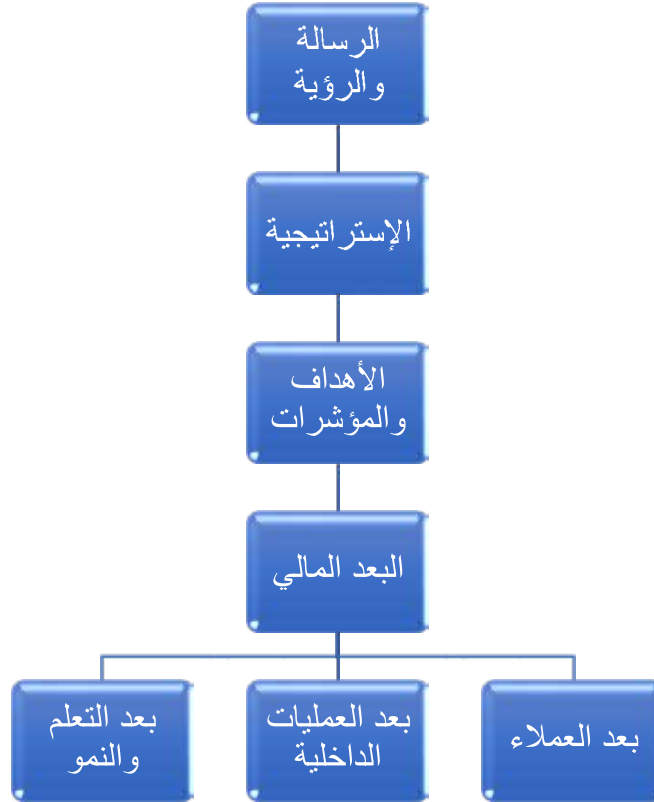 الرسالة
والرؤية
الإستراتيجية
الأهداف
والمؤشرات
البعد المالي
بعد العملاء
بعد العمليات
الداخلية
بعد التعلم
والنمو